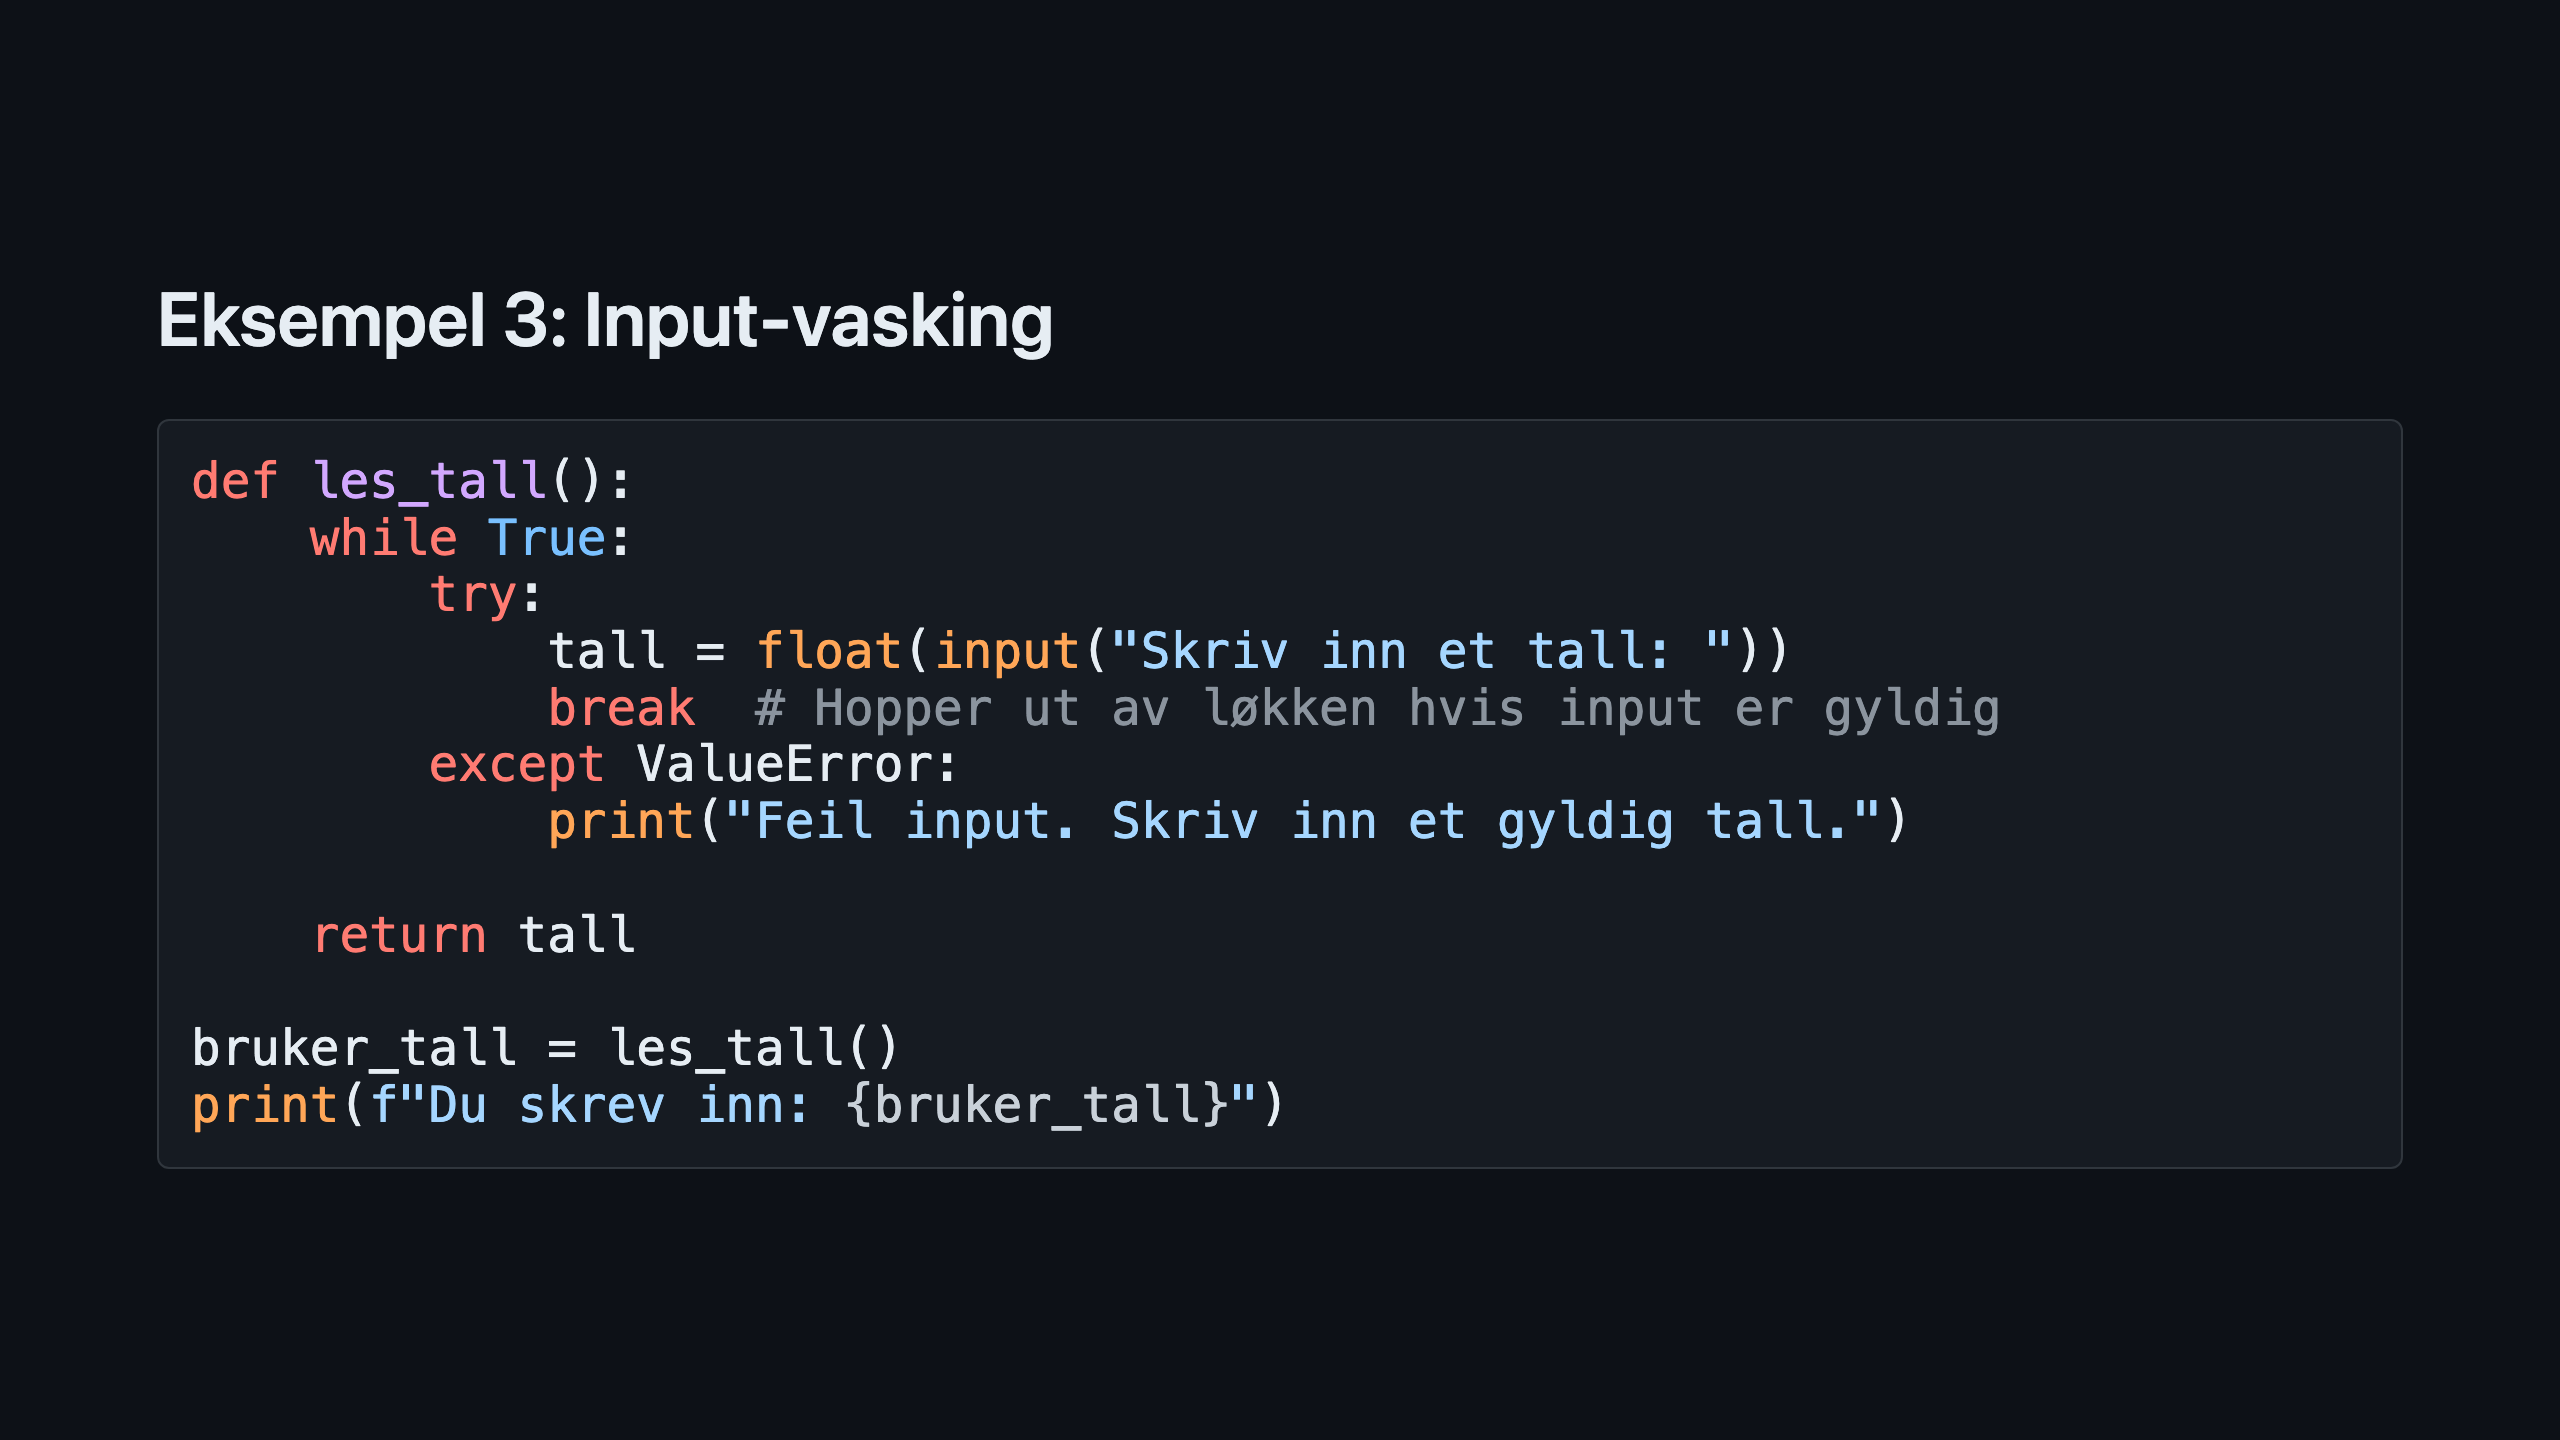 Eksempel 3: Input-vasking
def les_tall():
    while True:
        try:
            tall = float(input("Skriv inn et tall: "))
            break  # Hopper ut av løkken hvis input er gyldig
        except ValueError:
            print("Feil input. Skriv inn et gyldig tall.")

    return tall

bruker_tall = les_tall()
print(f"Du skrev inn: {bruker_tall}")